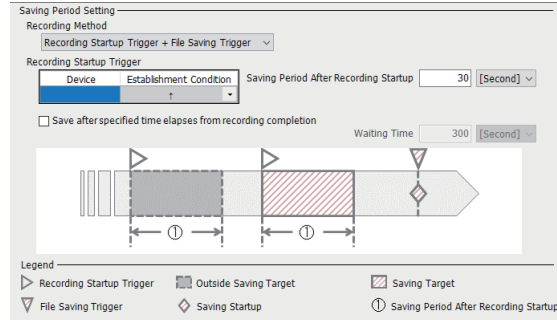 Saving Period Setting
Recording Method
Recording Startup Trigger + File Saving Trigger
Recording Startup Trigger
Device Establishment Condition Saving Period After Recording Startup 30 [Second]
↑
Save after specified time elapses from recording completion
Waiting Time 300 [Second]
① ①
Legend
Recording Startup Trigger Outside Saving Target Saving Target
File Saving Trigger Saving Startup ① Saving Period After Recording Startup